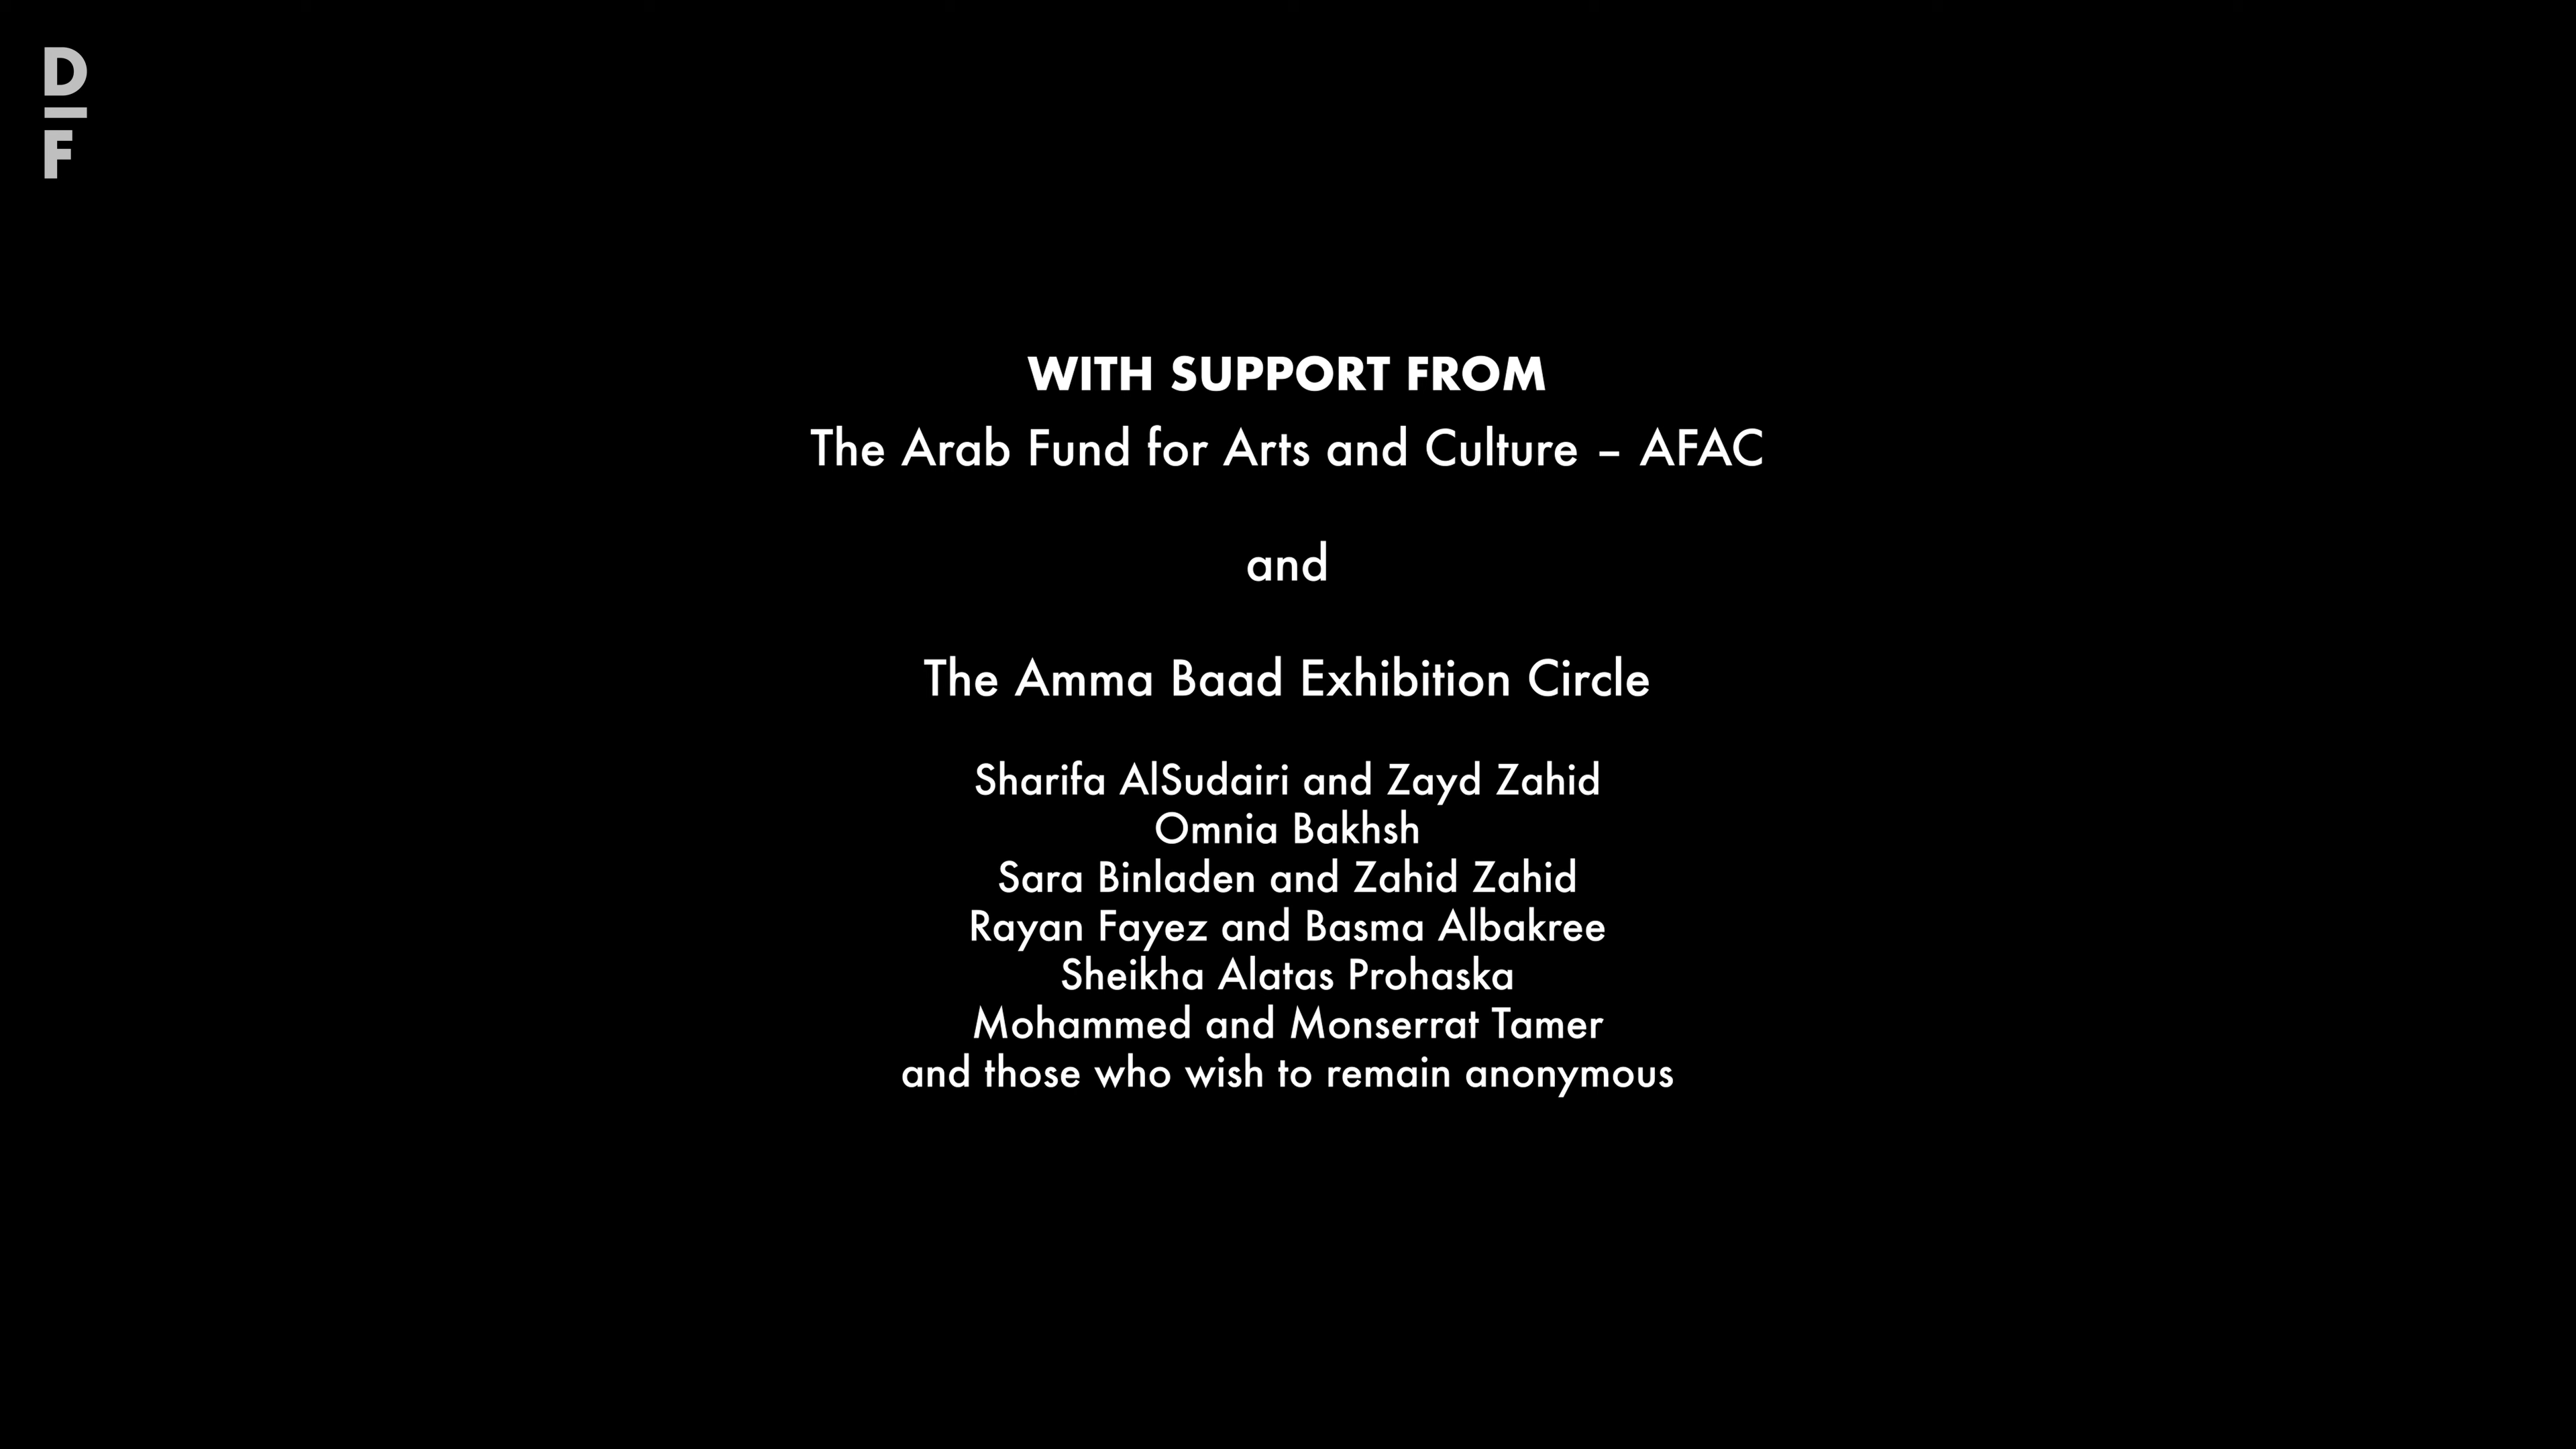 D
F
WITH SUPPORT FROM
The Arab Fund for Arts and Culture – AFAC
and
The Amma Baad Exhibition Circle
Sharifa AlSudairi and Zayd Zahid
Omnia Bakhsh
Sara Binladen and Zahid Zahid
Rayan Fayez and Basma Albakree
Sheikha Alatas Prohaska
Mohammed and Monserrat Tamer
and those who wish to remain anonymous